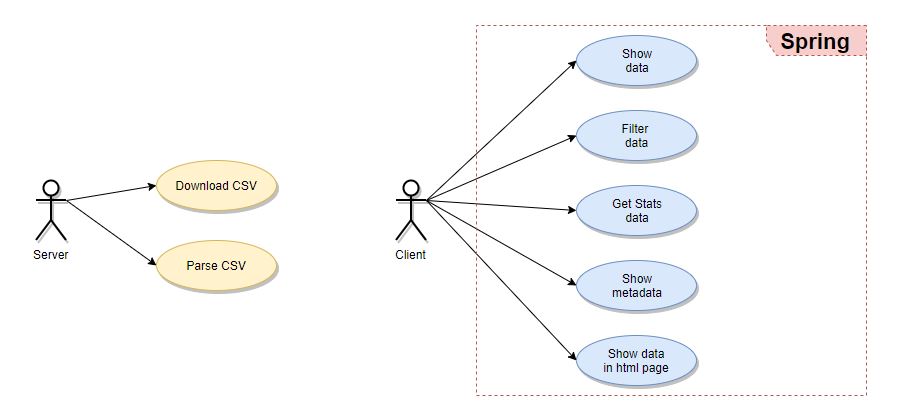 Spring
Show
data
Filter
data
Download CSV
Get Stats
data
Server
Client
Parse CSV
Show
metadata
Show data
in html page